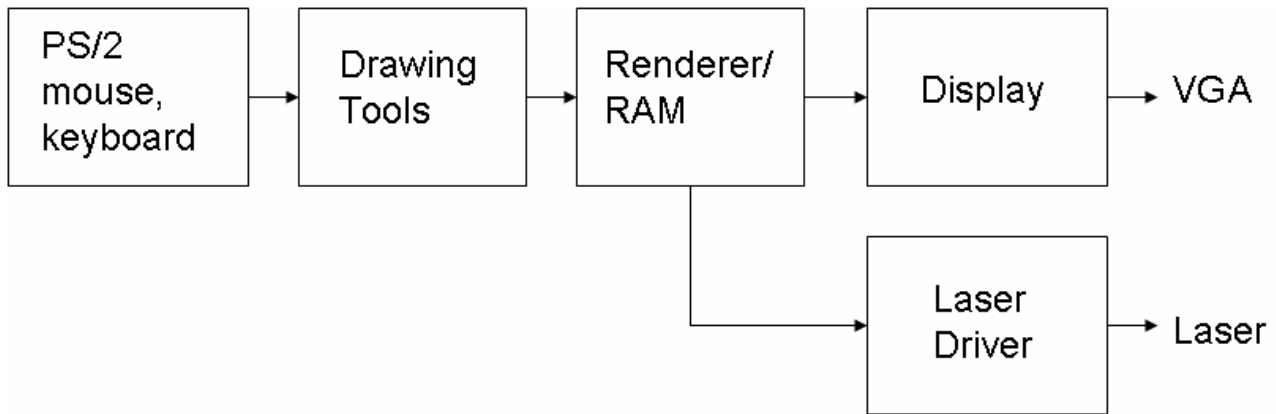 PS/2
mouse,
keyboard
Drawing
Tools
Renderer/
RAM
Display
VGA
Laser
Driver
Laser